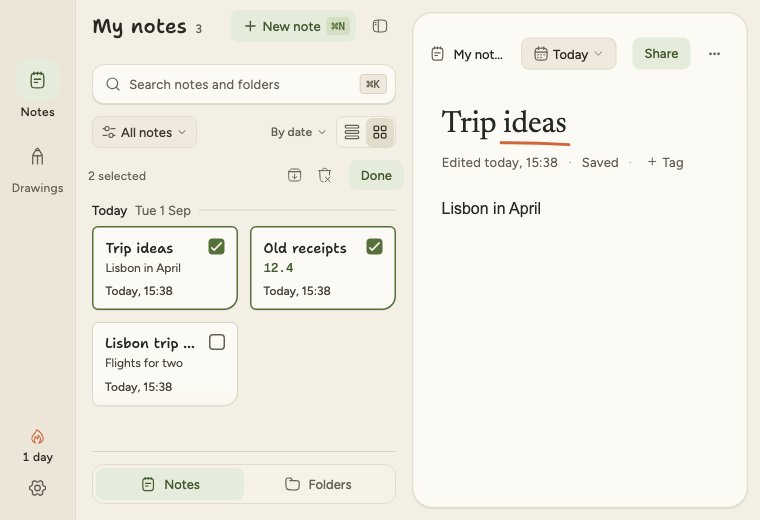 My notes 3
New note ⌘N
Notes
Drawings
1 day
Search notes and folders ⌘K
All notes
By date
2 selected
Done
Today Tue 1 Sep
Trip ideas
Lisbon in April
Today, 15:38
Old receipts
12.4
Today, 15:38
Lisbon trip ...
Flights for two
Today, 15:38
Notes
Folders
My not...
Today
Share
Trip ideas
Edited today, 15:38 · Saved · + Tag
Lisbon in April